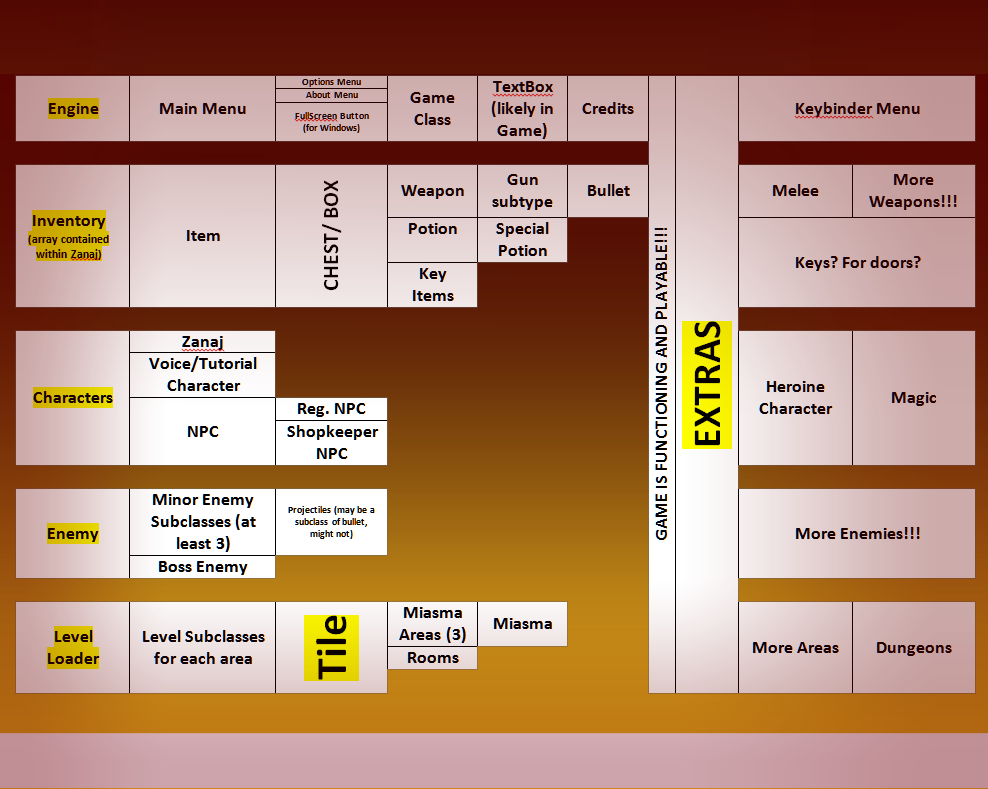 Engine
Main Menu
Options Menu
About Menu
FullScreen Button
(for Windows)
Game
Class
TextBox
(likely in
Game)
Credits
Keybinder Menu
Inventory
(array contained
within Zanaj)
Item
CHEST/ BOX
Weapon
Gun
subtype
Bullet
Potion
Special
Potion
Key
Items
GAME IS FUNCTIONING AND PLAYABLE!!!
EXTRAS
Melee
More
Weapons!!!
Keys? For doors?
Characters
Zanaj
Voice/Tutorial
Character
NPC
Reg. NPC
Shopkeeper
NPC
Heroine
Character
Magic
Enemy
Minor Enemy
Subclasses (at
least 3)
Projectiles (may be a
subclass of bullet,
might not)
Boss Enemy
More Enemies!!!
Level
Loader
Level Subclasses
for each area
Tile
Miasma
Areas (3)
Miasma
Rooms
More Areas
Dungeons